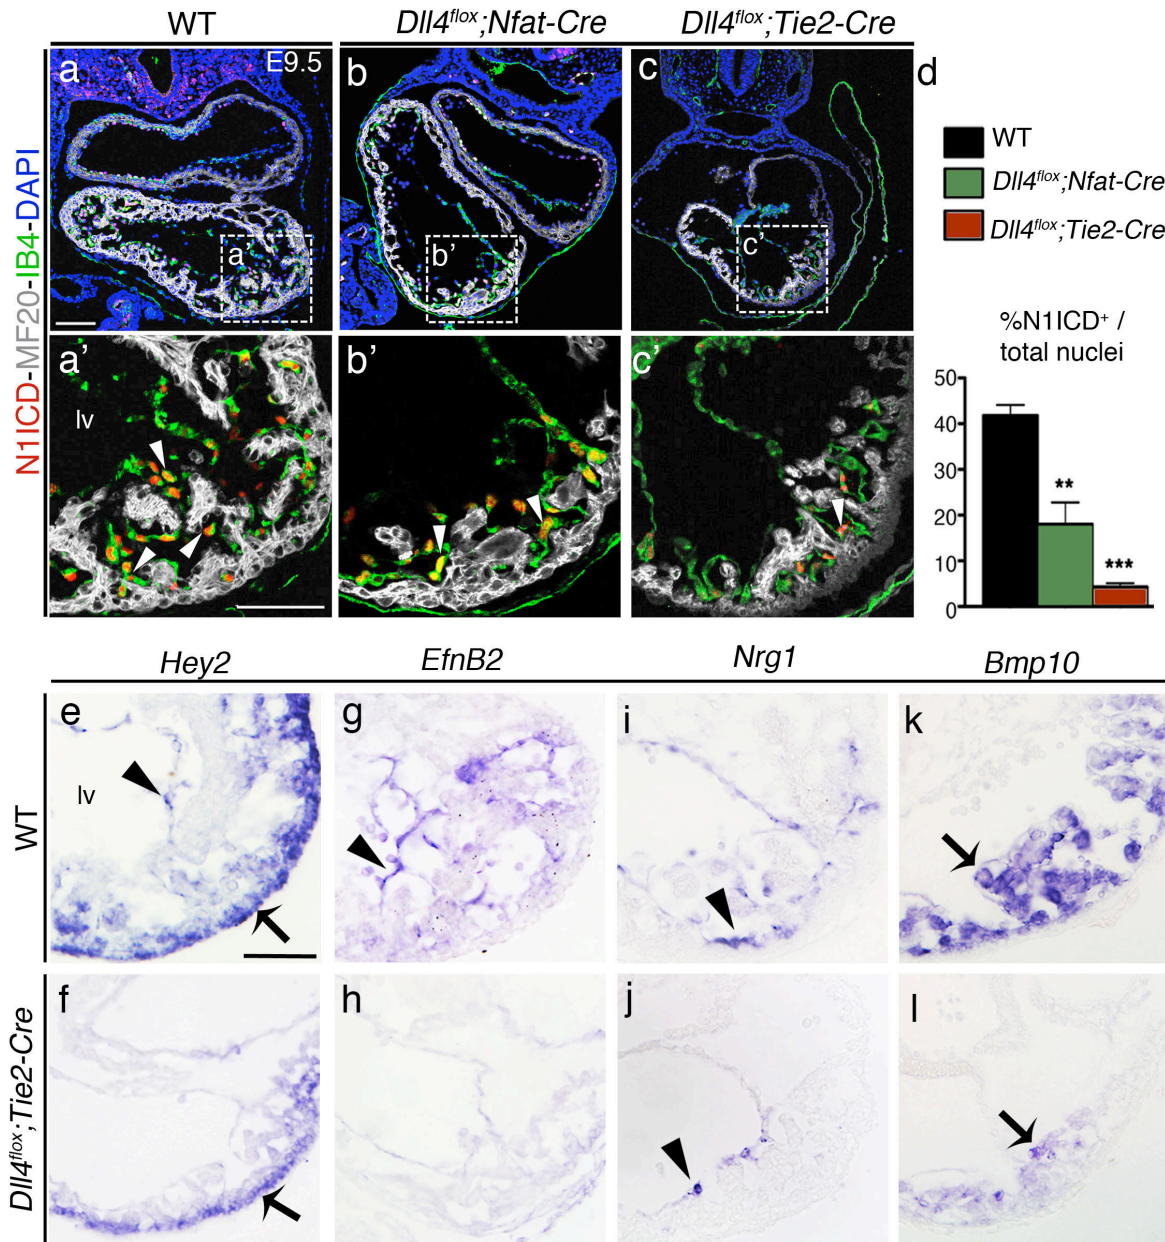 WT
Dll4flox;Nfat-Cre
Dll4flox;Tie2-Cre
N1ICD-MF20-IB4-DAPI
a
E9.5
b
c
d
a’
b’
c’
WT
Dll4flox;Nfat-Cre
Dll4flox;Tie2-Cre
a’
lv
b’
c’
%N1ICD+ /
total nuclei
50
40
30
20
10
0
**
***
Hey2
EfnB2
Nrg1
Bmp10
WT
e
lv
g
i
k
Dll4flox;Tie2-Cre
f
h
j
l